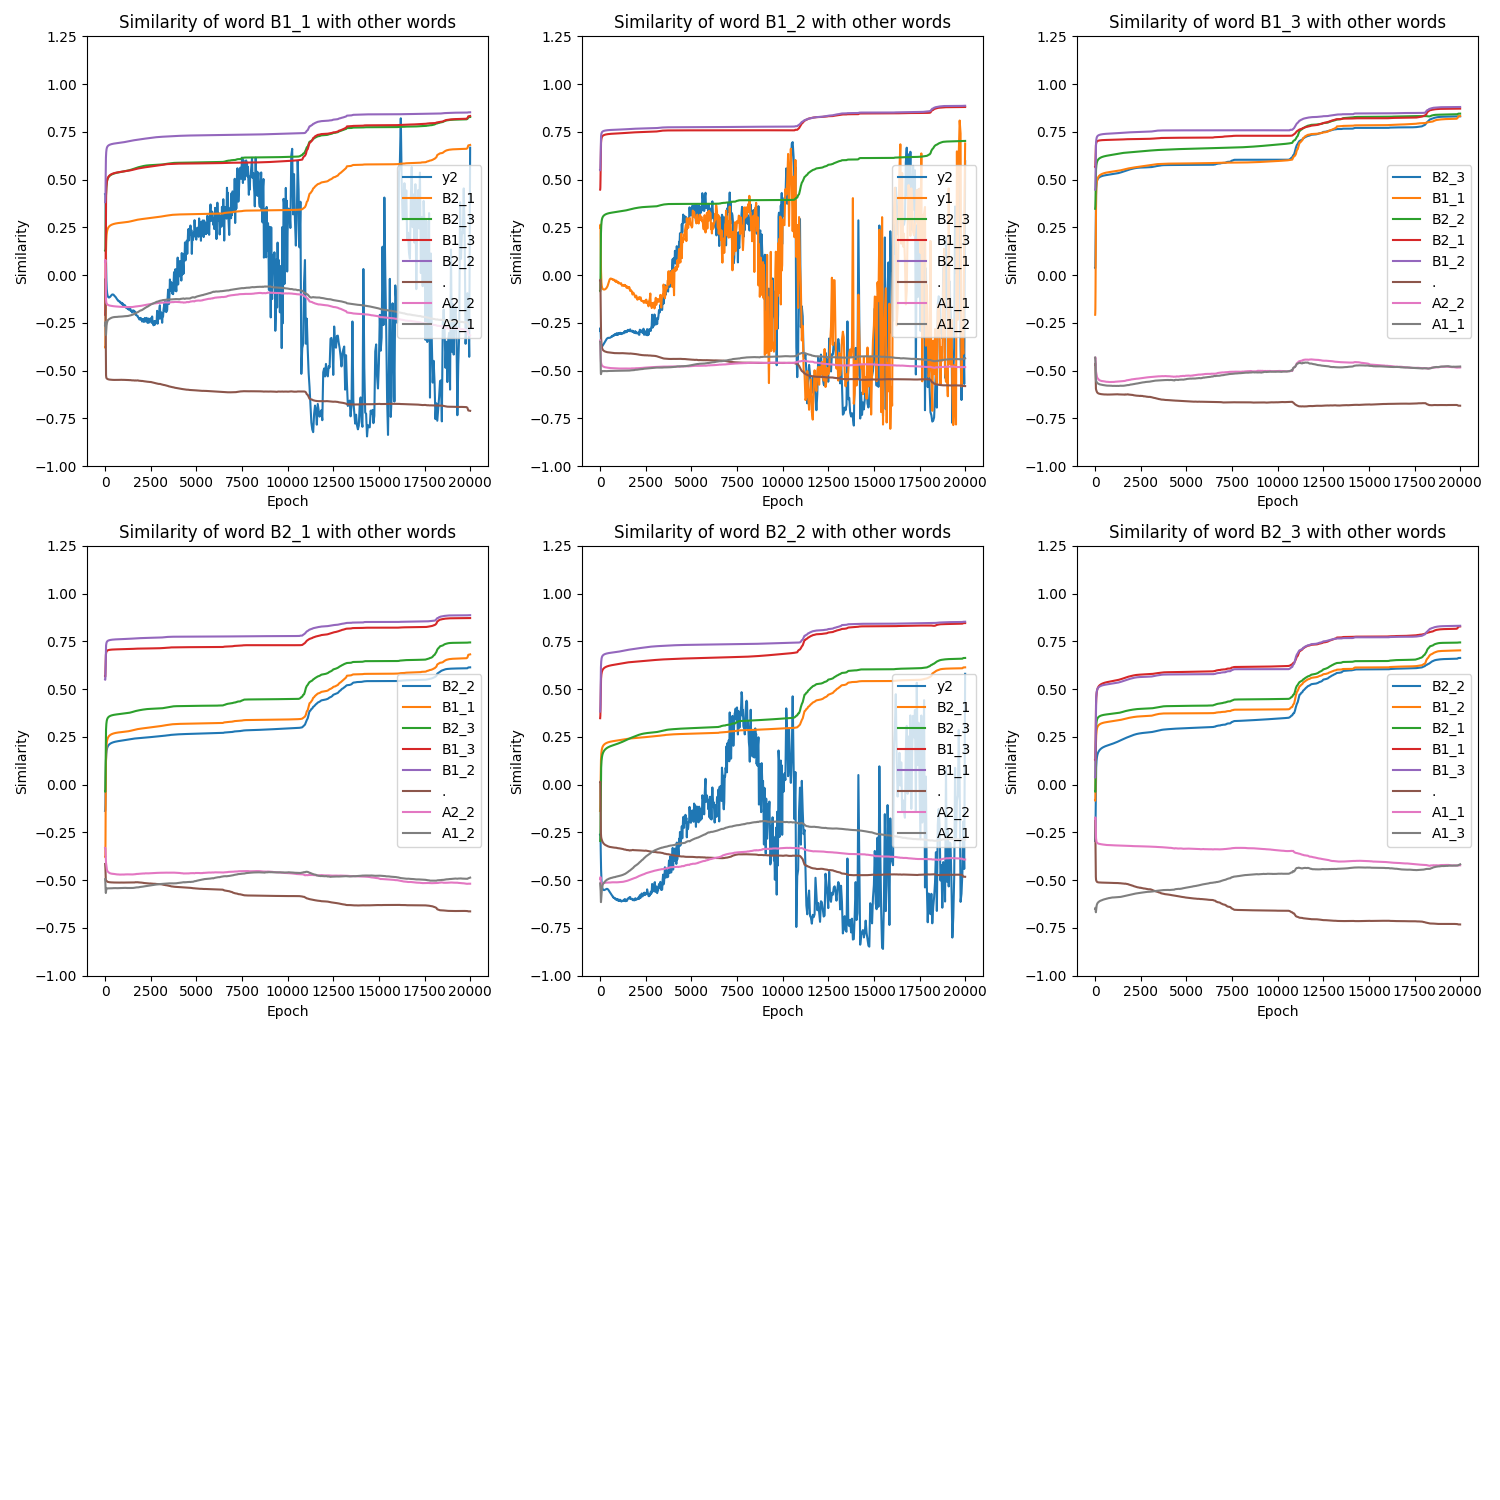 Similarity of word B1_1 with other words
1.25
1.00
0.75
0.50
0.25
0.00
−0.25
−0.50
−0.75
−1.00
Similarity
0 2500 5000 7500 10000 12500 15000 17500 20000
Epoch
y2
B2_1
B2_3
B1_3
B2_2
.
A2_2
A2_1
Similarity of word B1_2 with other words
1.25
1.00
0.75
0.50
0.25
0.00
−0.25
−0.50
−0.75
−1.00
Similarity
0 2500 5000 7500 10000 12500 15000 17500 20000
Epoch
y2
y1
B2_3
B1_3
B2_1
.
A1_1
A1_2
Similarity of word B1_3 with other words
1.25
1.00
0.75
0.50
0.25
0.00
−0.25
−0.50
−0.75
−1.00
Similarity
0 2500 5000 7500 10000 12500 15000 17500 20000
Epoch
B2_3
B1_1
B2_2
B2_1
B1_2
.
A2_2
A1_1
Similarity of word B2_1 with other words
1.25
1.00
0.75
0.50
0.25
0.00
−0.25
−0.50
−0.75
−1.00
Similarity
0 2500 5000 7500 10000 12500 15000 17500 20000
Epoch
B2_2
B1_1
B2_3
B1_3
B1_2
.
A2_2
A1_2
Similarity of word B2_2 with other words
1.25
1.00
0.75
0.50
0.25
0.00
−0.25
−0.50
−0.75
−1.00
Similarity
0 2500 5000 7500 10000 12500 15000 17500 20000
Epoch
y2
B2_1
B2_3
B1_3
B1_1
.
A2_2
A2_1
Similarity of word B2_3 with other words
1.25
1.00
0.75
0.50
0.25
0.00
−0.25
−0.50
−0.75
−1.00
Similarity
0 2500 5000 7500 10000 12500 15000 17500 20000
Epoch
B2_2
B1_2
B2_1
B1_1
B1_3
.
A1_1
A1_3